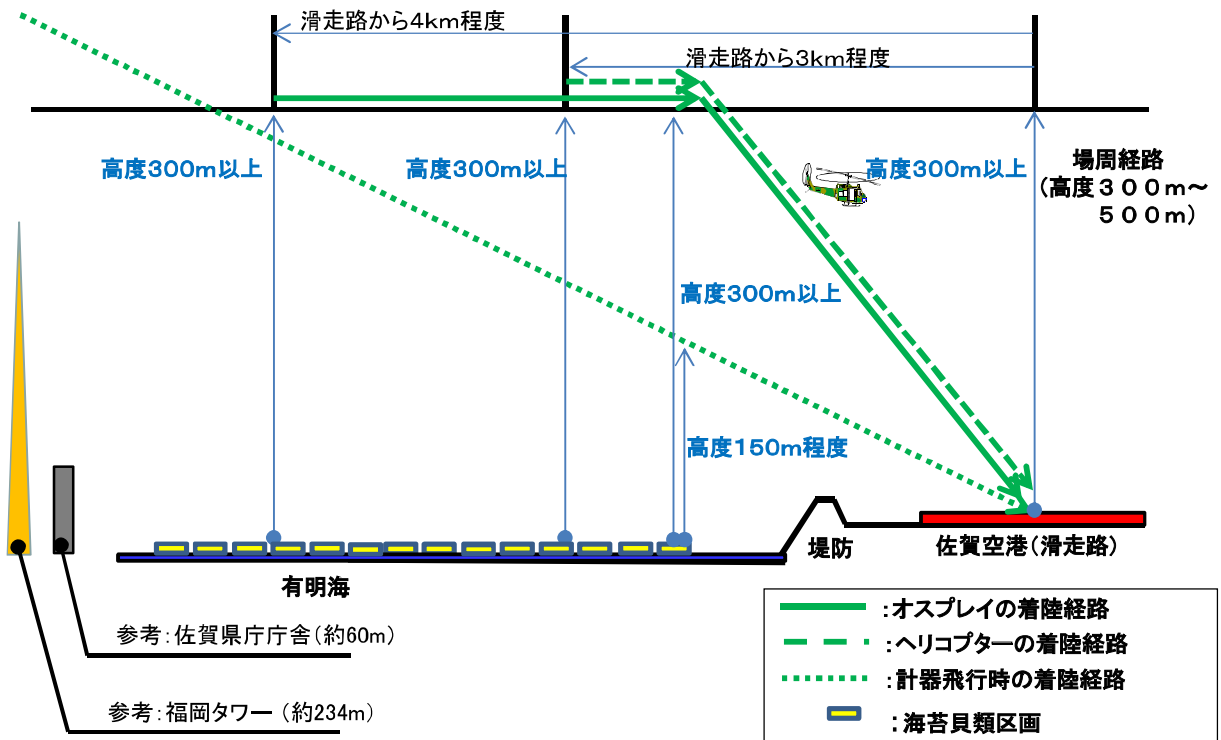 滑走路から4km程度
滑走路から3km程度
高度300m以上
高度300m以上
高度300m以上
場周経路
(高度300m~
500m)
高度300m以上
高度150m程度
堤防
佐賀空港(滑走路)
有明海
参考:佐賀県庁庁舎(約60m)
参考:福岡タワー (約234m)
:オスプレイの着陸経路
:ヘリコプターの着陸経路
:計器飛行時の着陸経路
:海苔貝類区画